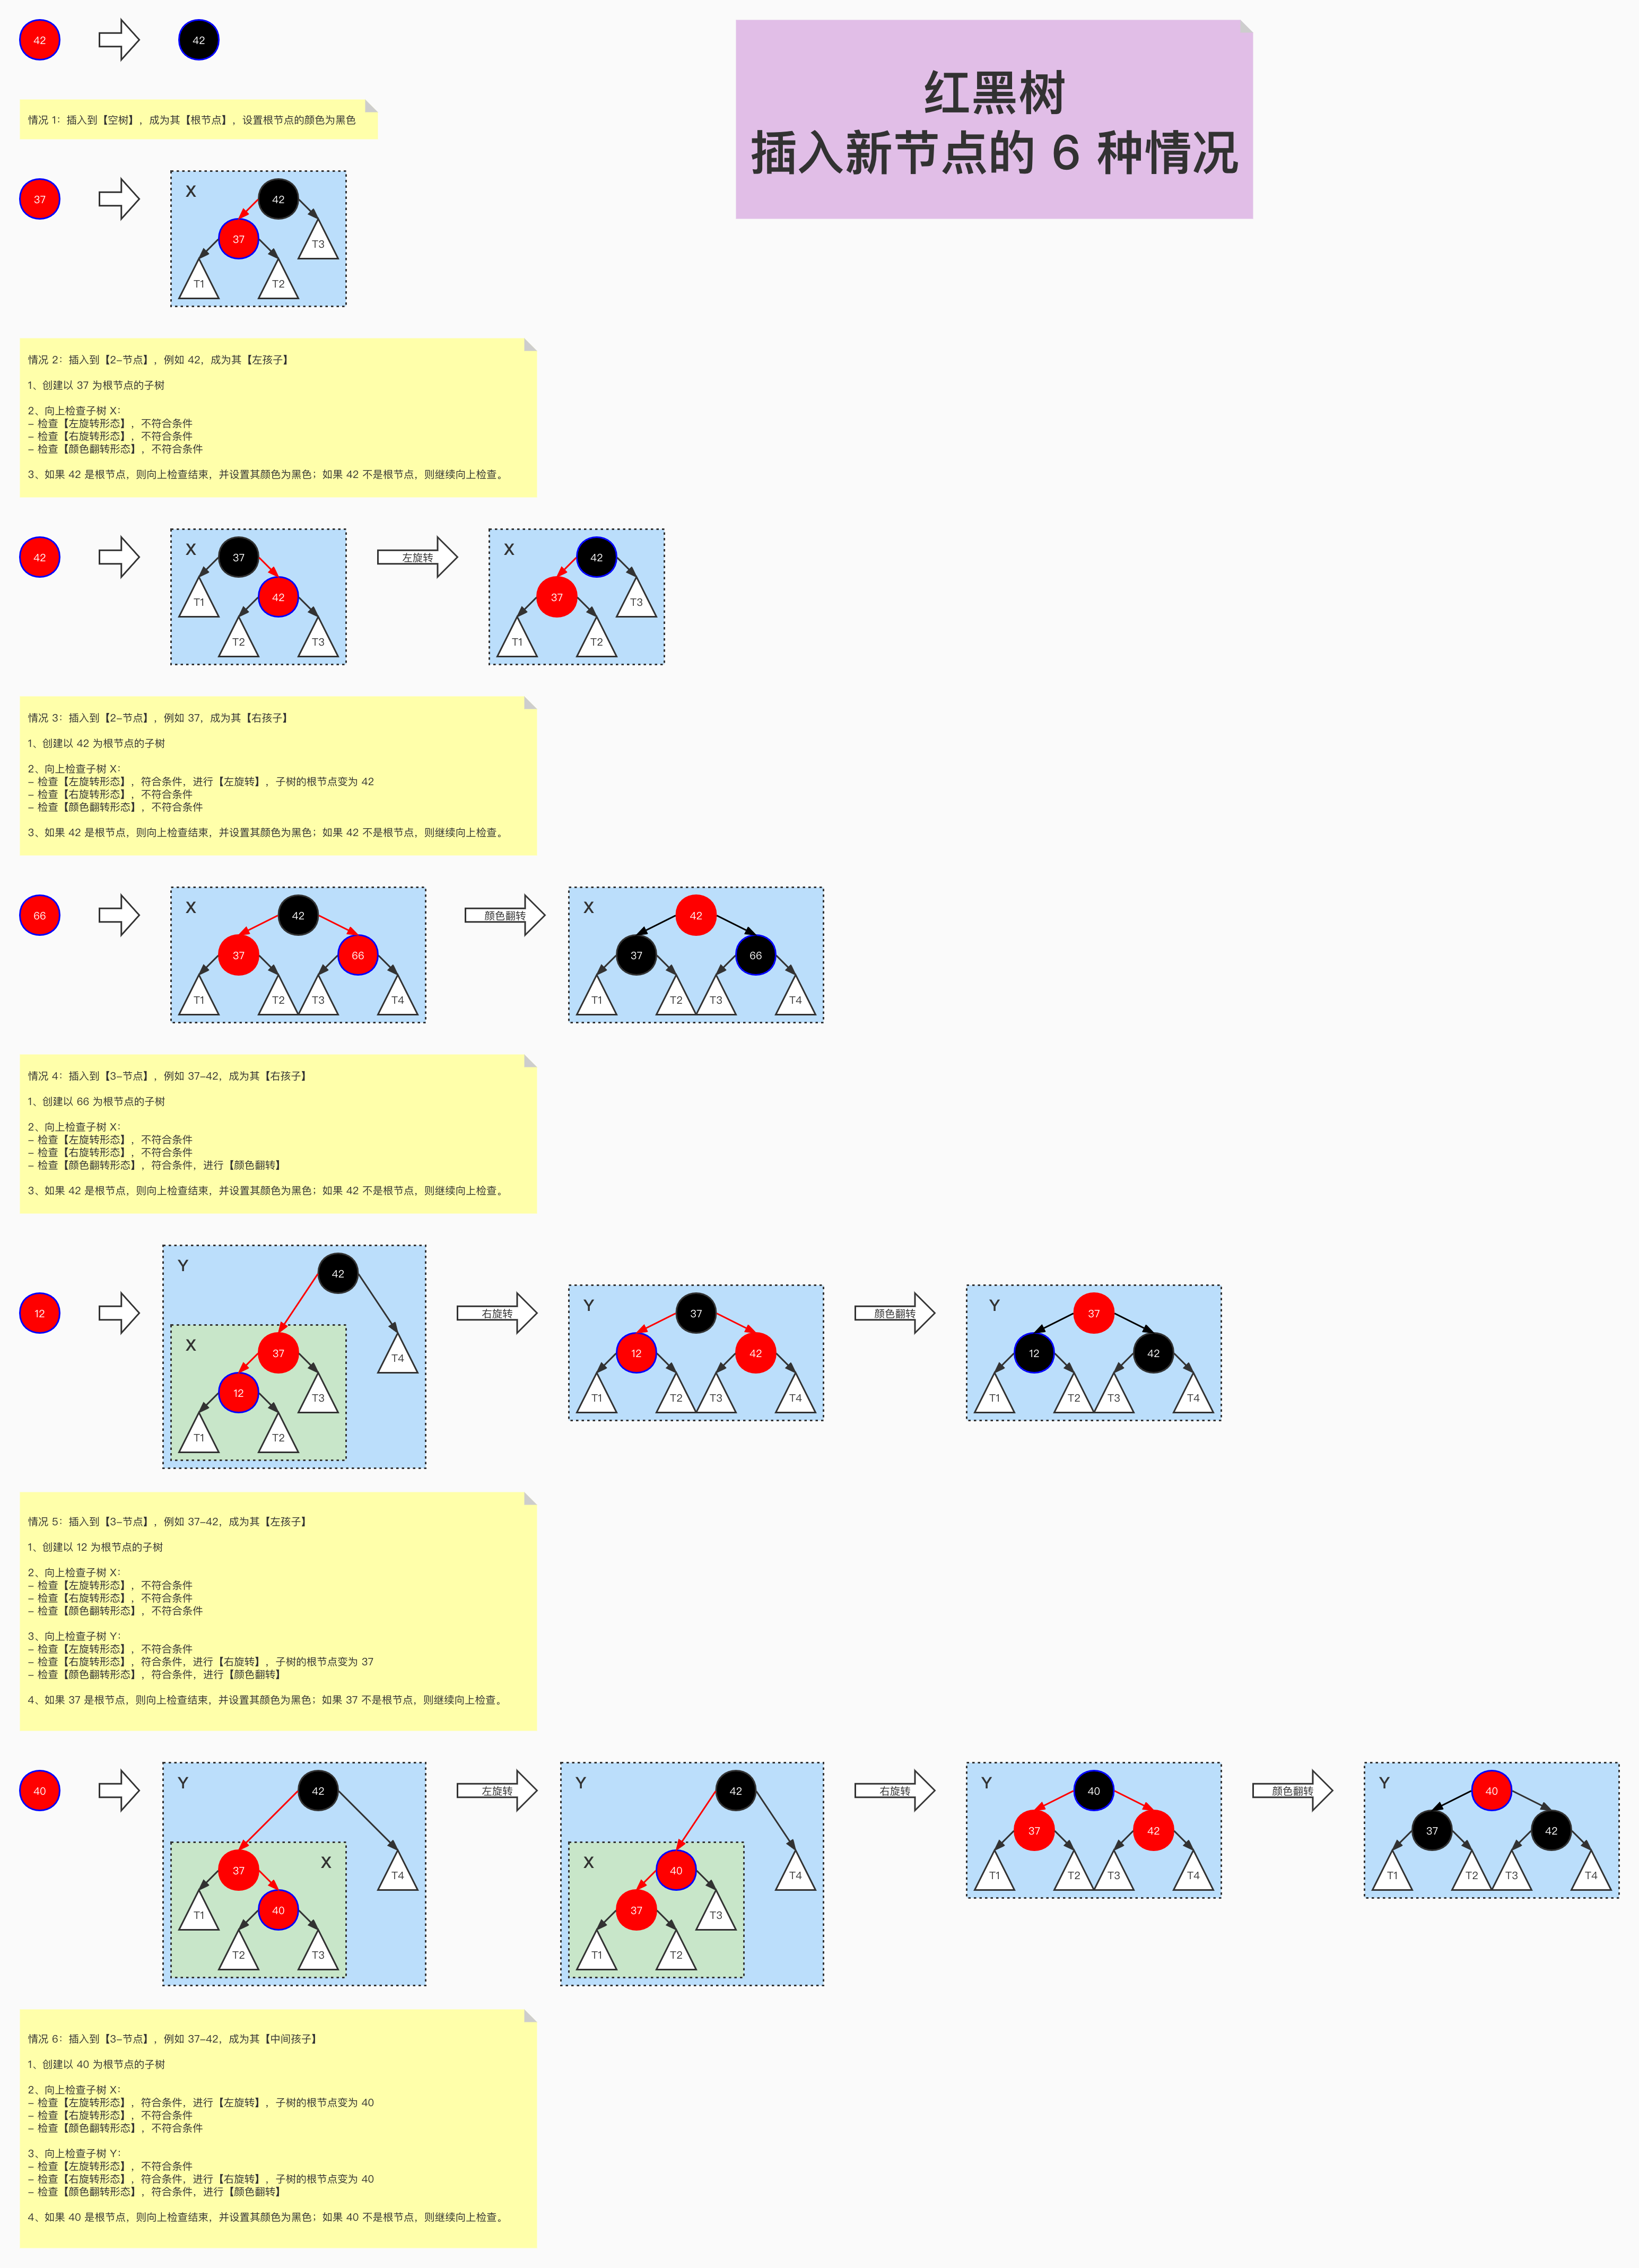 42
42
红黑树
插入新节点的 6 种情况
情况 1：插入到【空树】，成为其【根节点】，设置根节点的颜色为黑色
37
X
42
37
T3
T1
T2
情况 2：插入到【2-节点】，例如 42，成为其【左孩子】
1、创建以 37 为根节点的子树
2、向上检查子树 X：
- 检查【左旋转形态】，不符合条件
- 检查【右旋转形态】，不符合条件
- 检查【颜色翻转形态】，不符合条件
3、如果 42 是根节点，则向上检查结束，并设置其颜色为黑色；如果 42 不是根节点，则继续向上检查。
42
X
37
T1
42
T2
T3
左旋转
X
42
37
T3
T1
T2
情况 3：插入到【2-节点】，例如 37，成为其【右孩子】
1、创建以 42 为根节点的子树
2、向上检查子树 X：
- 检查【左旋转形态】，符合条件，进行【左旋转】，子树的根节点变为 42
- 检查【右旋转形态】，不符合条件
- 检查【颜色翻转形态】，不符合条件
3、如果 42 是根节点，则向上检查结束，并设置其颜色为黑色；如果 42 不是根节点，则继续向上检查。
66
X
42
37
66
T1
T2
T3
T4
颜色翻转
X
42
37
66
T1
T2
T3
T4
情况 4：插入到【3-节点】，例如 37-42，成为其【右孩子】
1、创建以 66 为根节点的子树
2、向上检查子树 X：
- 检查【左旋转形态】，不符合条件
- 检查【右旋转形态】，不符合条件
- 检查【颜色翻转形态】，符合条件，进行【颜色翻转】
3、如果 42 是根节点，则向上检查结束，并设置其颜色为黑色；如果 42 不是根节点，则继续向上检查。
12
Y
42
X
37
T4
12
T3
T1
T2
右旋转
Y
37
12
42
T1
T2
T3
T4
颜色翻转
Y
37
12
42
T1
T2
T3
T4
情况 5：插入到【3-节点】，例如 37-42，成为其【左孩子】
1、创建以 12 为根节点的子树
2、向上检查子树 X：
- 检查【左旋转形态】，不符合条件
- 检查【右旋转形态】，不符合条件
- 检查【颜色翻转形态】，不符合条件
3、向上检查子树 Y：
- 检查【左旋转形态】，不符合条件
- 检查【右旋转形态】，符合条件，进行【右旋转】，子树的根节点变为 37
- 检查【颜色翻转形态】，符合条件，进行【颜色翻转】
4、如果 37 是根节点，则向上检查结束，并设置其颜色为黑色；如果 37 不是根节点，则继续向上检查。
40
Y
42
37
X
T4
T1
40
T2
T3
左旋转
Y
42
X
40
T4
37
T3
T1
T2
右旋转
Y
40
37
42
T1
T2
T3
T4
颜色翻转
Y
40
37
42
T1
T2
T3
T4
情况 6：插入到【3-节点】，例如 37-42，成为其【中间孩子】
1、创建以 40 为根节点的子树
2、向上检查子树 X：
- 检查【左旋转形态】，符合条件，进行【左旋转】，子树的根节点变为 40
- 检查【右旋转形态】，不符合条件
- 检查【颜色翻转形态】，不符合条件
3、向上检查子树 Y：
- 检查【左旋转形态】，不符合条件
- 检查【右旋转形态】，符合条件，进行【右旋转】，子树的根节点变为 40
- 检查【颜色翻转形态】，符合条件，进行【颜色翻转】
4、如果 40 是根节点，则向上检查结束，并设置其颜色为黑色；如果 40 不是根节点，则继续向上检查。